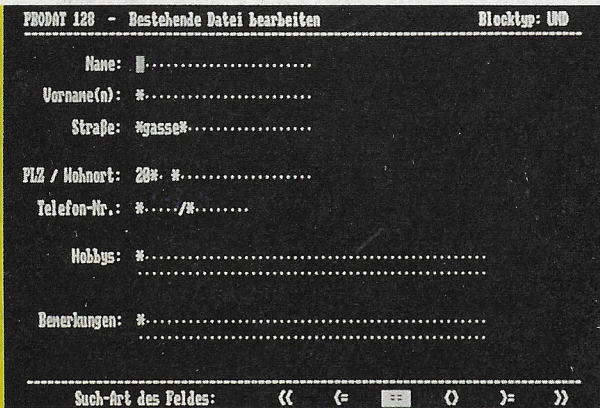 PRODAT 128 - Bestehende Datei bearbeiten Blocktyp: UND
Name:
Vorname(n): *
Straße: *gasse*
PLZ / Wohnort: 20* *
Telefon-Nr.: * /*
Hobbys: *
Bemerkungen: *
Such-Art des Feldes: << <= == <> >= >>